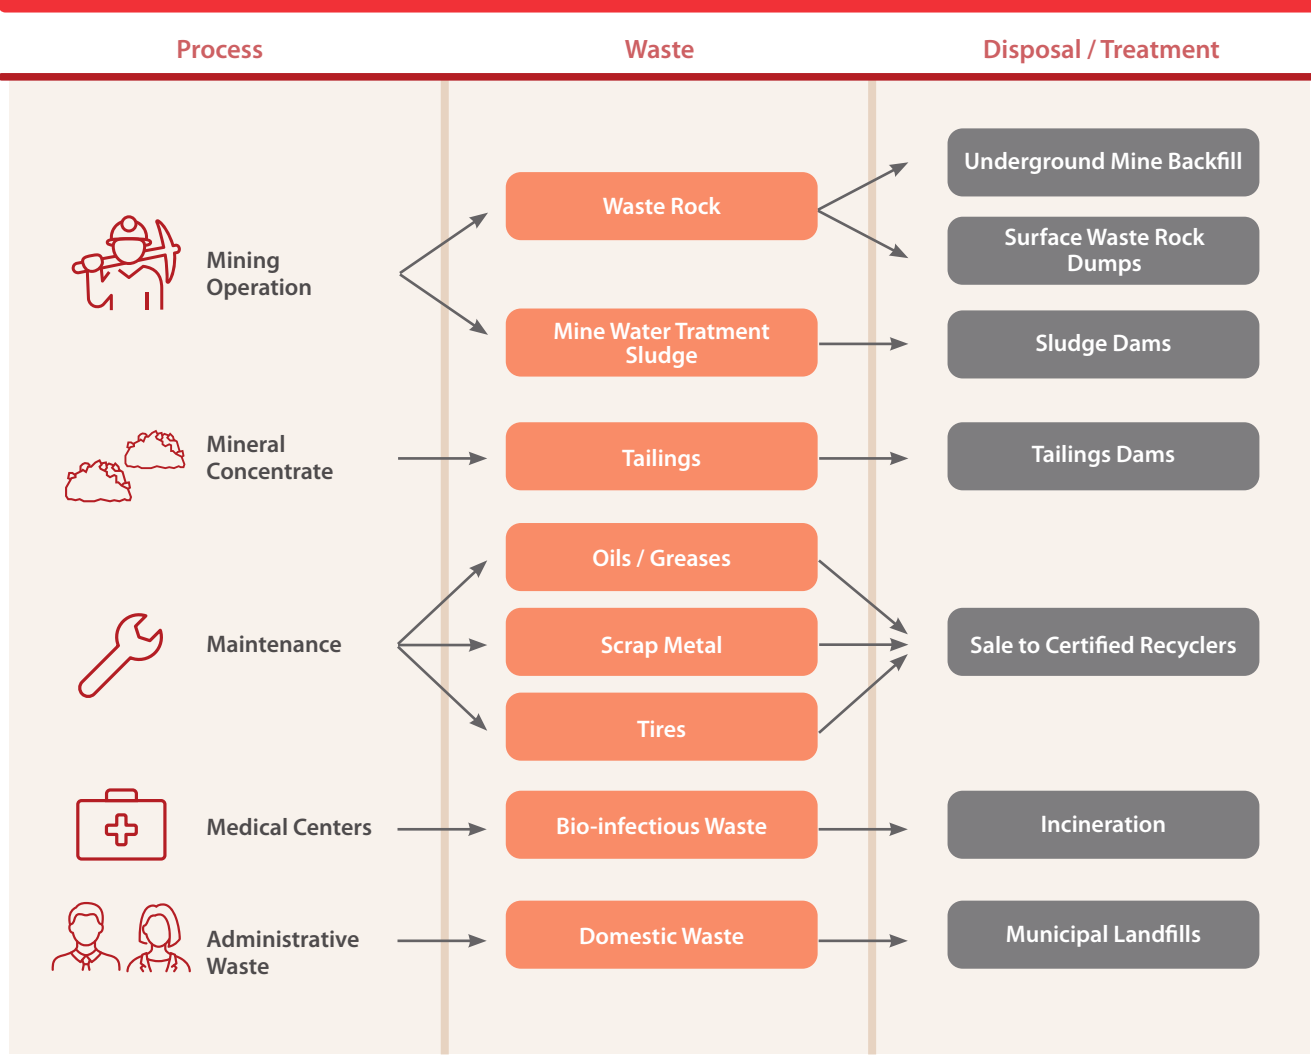 Process
Waste
Disposal / Treatment
Mining
Operation
Waste Rock
Underground Mine Backfill
Surface Waste Rock
Dumps
Mine Water Tratment
Sludge
Sludge Dams
Mineral
Concentrate
Tailings
Tailings Dams
Maintenance
Oils / Greases
Scrap Metal
Tires
Sale to Certified Recyclers
Medical Centers
Bio-infectious Waste
Incineration
Administrative
Waste
Domestic Waste
Municipal Landfills